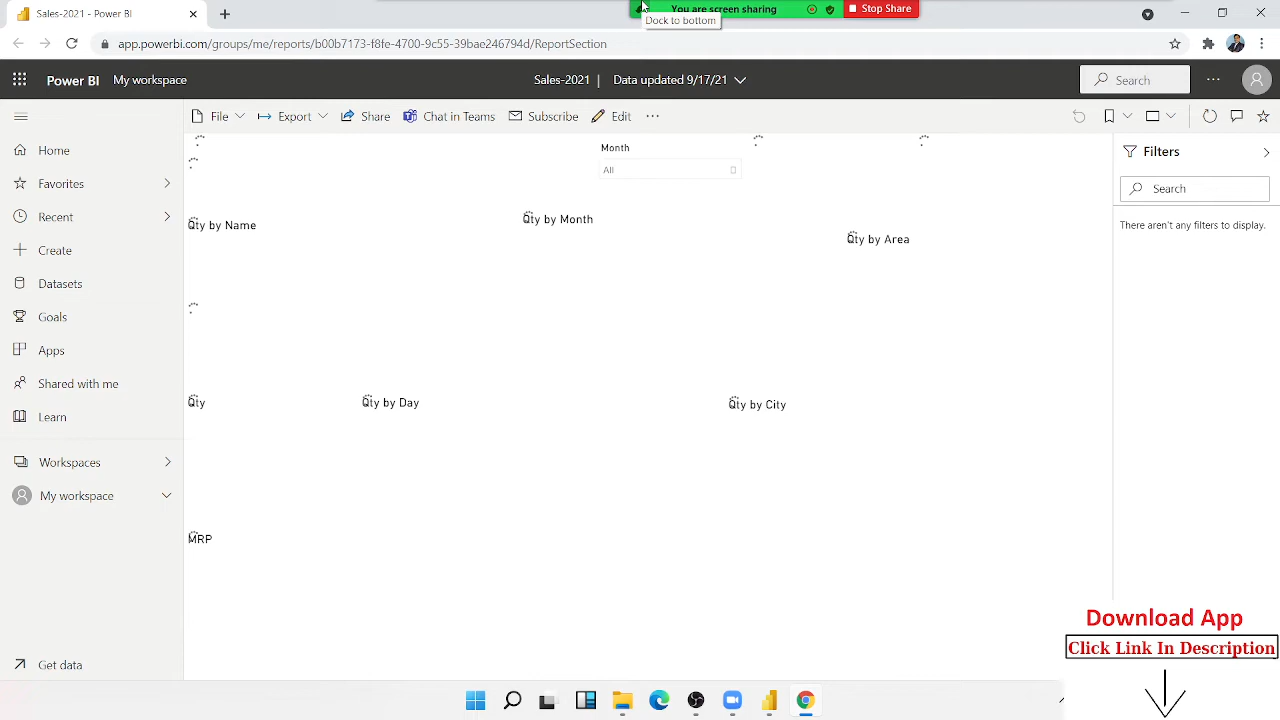 Sales-2021 - Power BI
You are screen sharing
Stop Share
Dock to bottom
app.powerbi.com/groups/me/reports/b00b7173-f8fe-4700-9c55-39bae246794d/ReportSection
Power BI My workspace
Sales-2021 | Data updated 9/17/21
Search
File Export Share Chat in Teams Subscribe Edit
Home
Favorites
Recent
Create
Datasets
Goals
Apps
Shared with me
Learn
Workspaces
My workspace
Get data
Month
All
Qty by Name
Qty by Month
Qty by Area
Qty
Qty by Day
Qty by City
MRP
Filters
Search
There aren't any filters to display.
Download App
Click Link In Description